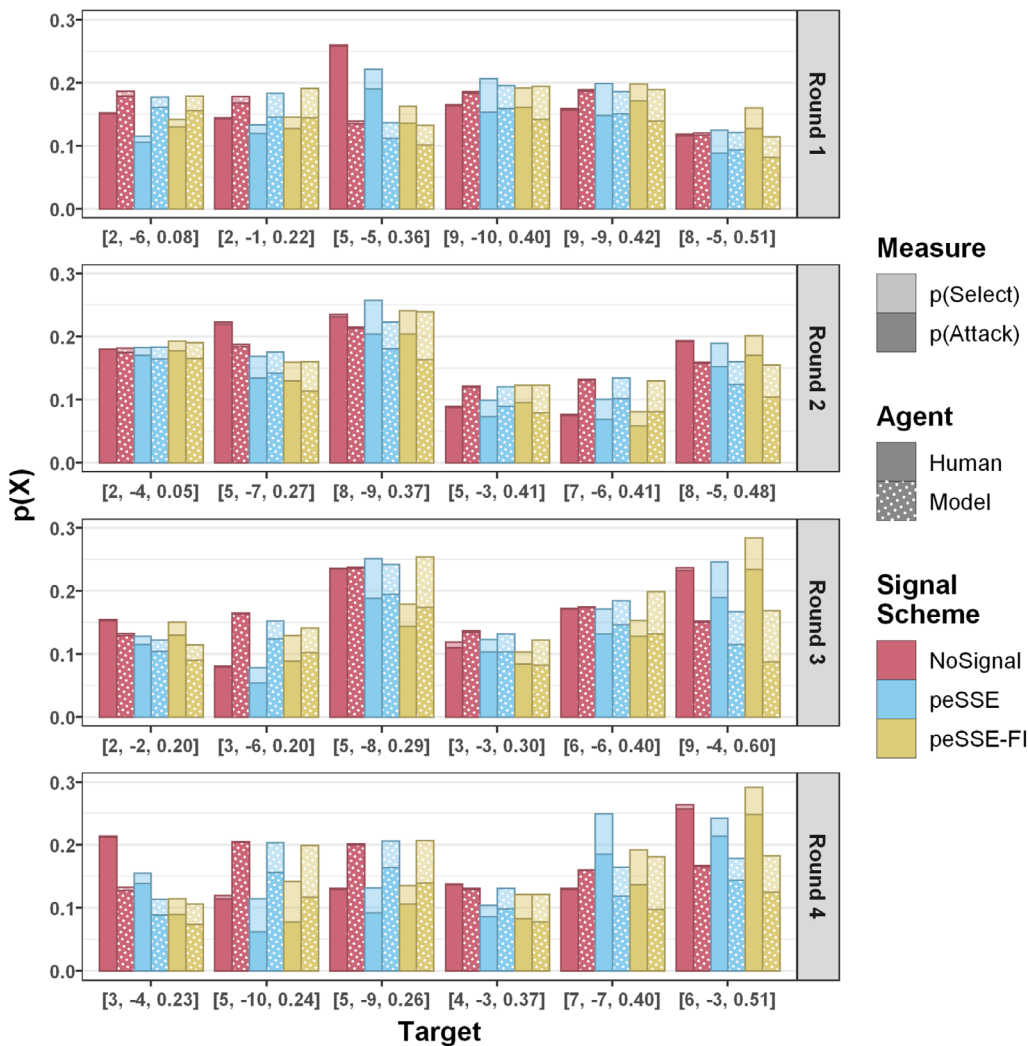 p(X)
0.3
0.2
0.1
0.0
[2, -6, 0.08] [2, -1, 0.22] [5, -5, 0.36] [9, -10, 0.40] [9, -9, 0.42] [8, -5, 0.51]
Round 1
0.3
0.2
0.1
0.0
[2, -4, 0.05] [5, -7, 0.27] [8, -9, 0.37] [5, -3, 0.41] [7, -6, 0.41] [8, -5, 0.48]
Round 2
0.3
0.2
0.1
0.0
[2, -2, 0.20] [3, -6, 0.20] [5, -8, 0.29] [3, -3, 0.30] [6, -6, 0.40] [9, -4, 0.60]
Round 3
0.3
0.2
0.1
0.0
[3, -4, 0.23] [5, -10, 0.24] [5, -9, 0.26] [4, -3, 0.37] [7, -7, 0.40] [6, -3, 0.51]
Round 4
Target
Measure
p(Select)
p(Attack)
Agent
Human
Model
Signal
Scheme
NoSignal
peSSE
peSSE-FI